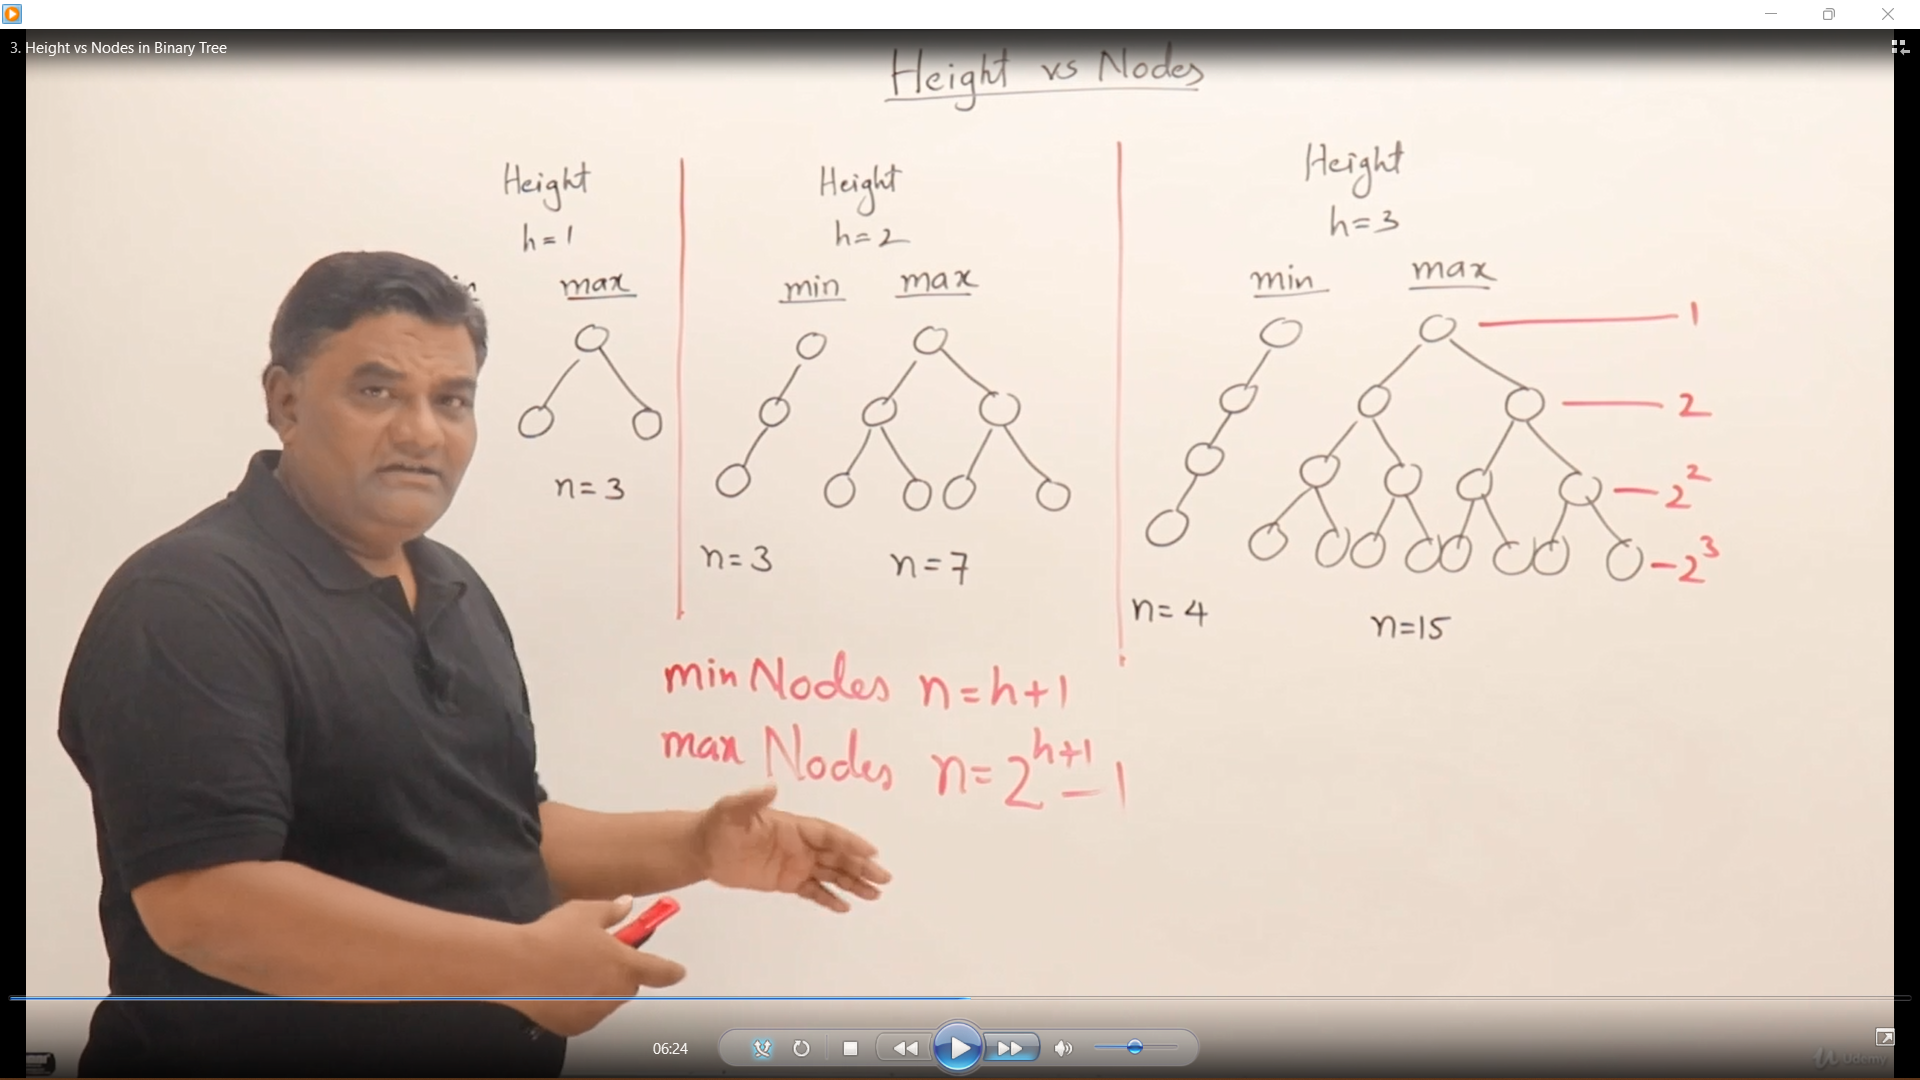 3. Height vs Nodes in Binary Tree
Height vs Nodes
Height
h=1
max
n=3
Height
h=2
min max
n=3 n=7
Height
h=3
min max
1
2
2^2
2^3
n=4
n=15
min Nodes n=h+1
max Nodes n=2^h+1 -1
06:24
Udemy